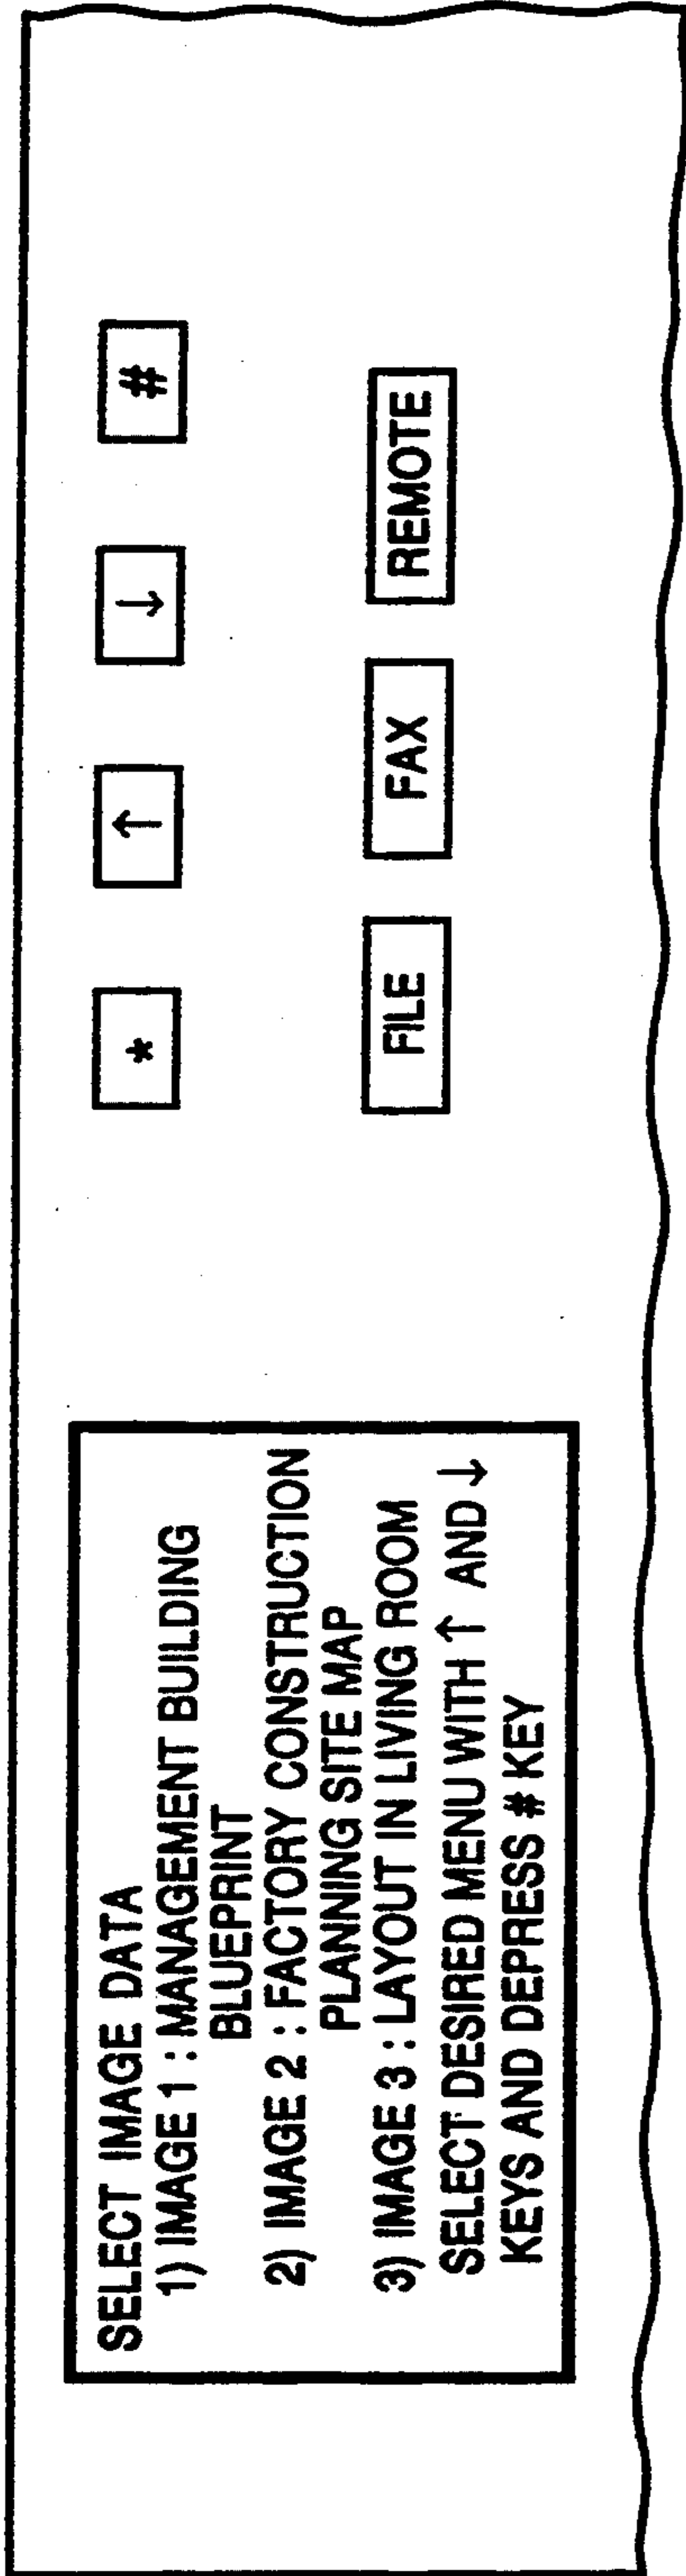 SELECT IMAGE DATA
1) IMAGE 1 : MANAGEMENT BUILDING
BLUEPRINT
2) IMAGE 2 : FACTORY CONSTRUCTION
PLANNING SITE MAP
3) IMAGE 3 : LAYOUT IN LIVING ROOM
SELECT DESIRED MENU WITH ↑ AND ↓
KEYS AND DEPRESS # KEY
* ↑ ↓ #
FILE FAX REMOTE